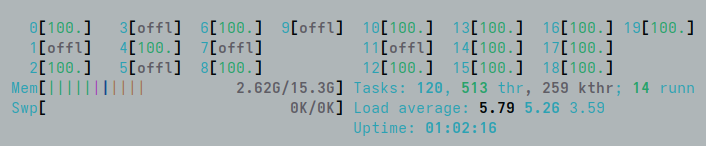 0[100.] 3[offl] 6[100.] 9[offl] 10[100.] 13[100.] 16[100.] 19[100.]
1[offl] 4[100.] 7[offl] 11[offl] 14[100.] 17[100.]
2[100.] 5[offl] 8[100.] 12[100.] 15[100.] 18[100.]
Mem[|||||||||||| 2.62G/15.3G] Tasks: 120, 513 thr, 259 kthr; 14 runn
Swp[ 0K/0K] Load average: 5.79 5.26 3.59
Uptime: 01:02:16